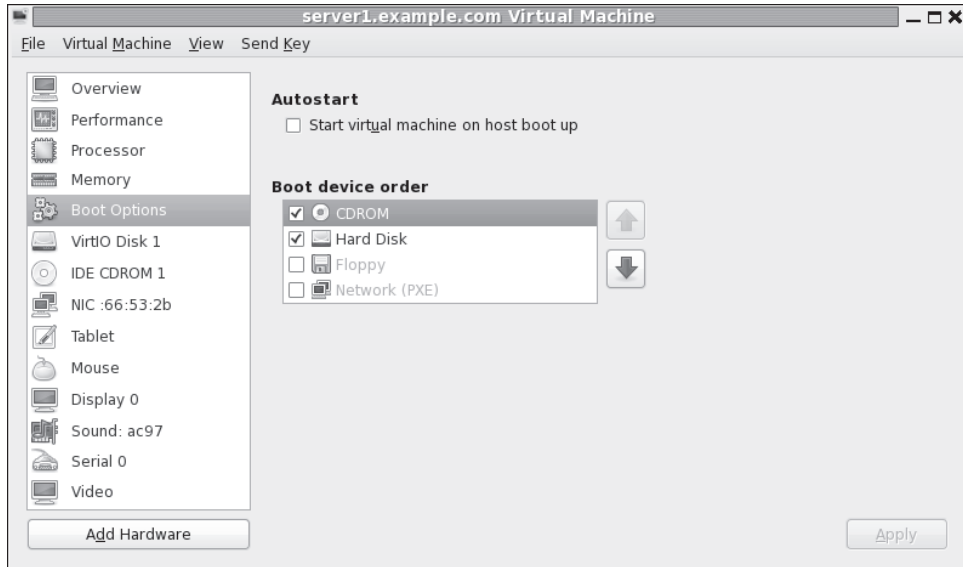 server1.example.com Virtual Machine
File Virtual Machine View Send Key
Overview
Performance
Processor
Memory
Boot Options
VirtIO Disk 1
IDE CDROM 1
NIC :66:53:2b
Tablet
Mouse
Display 0
Sound: ac97
Serial 0
Video
Add Hardware
Autostart
Start virtual machine on host boot up
Boot device order
CDROM
Hard Disk
Floppy
Network (PXE)
Apply